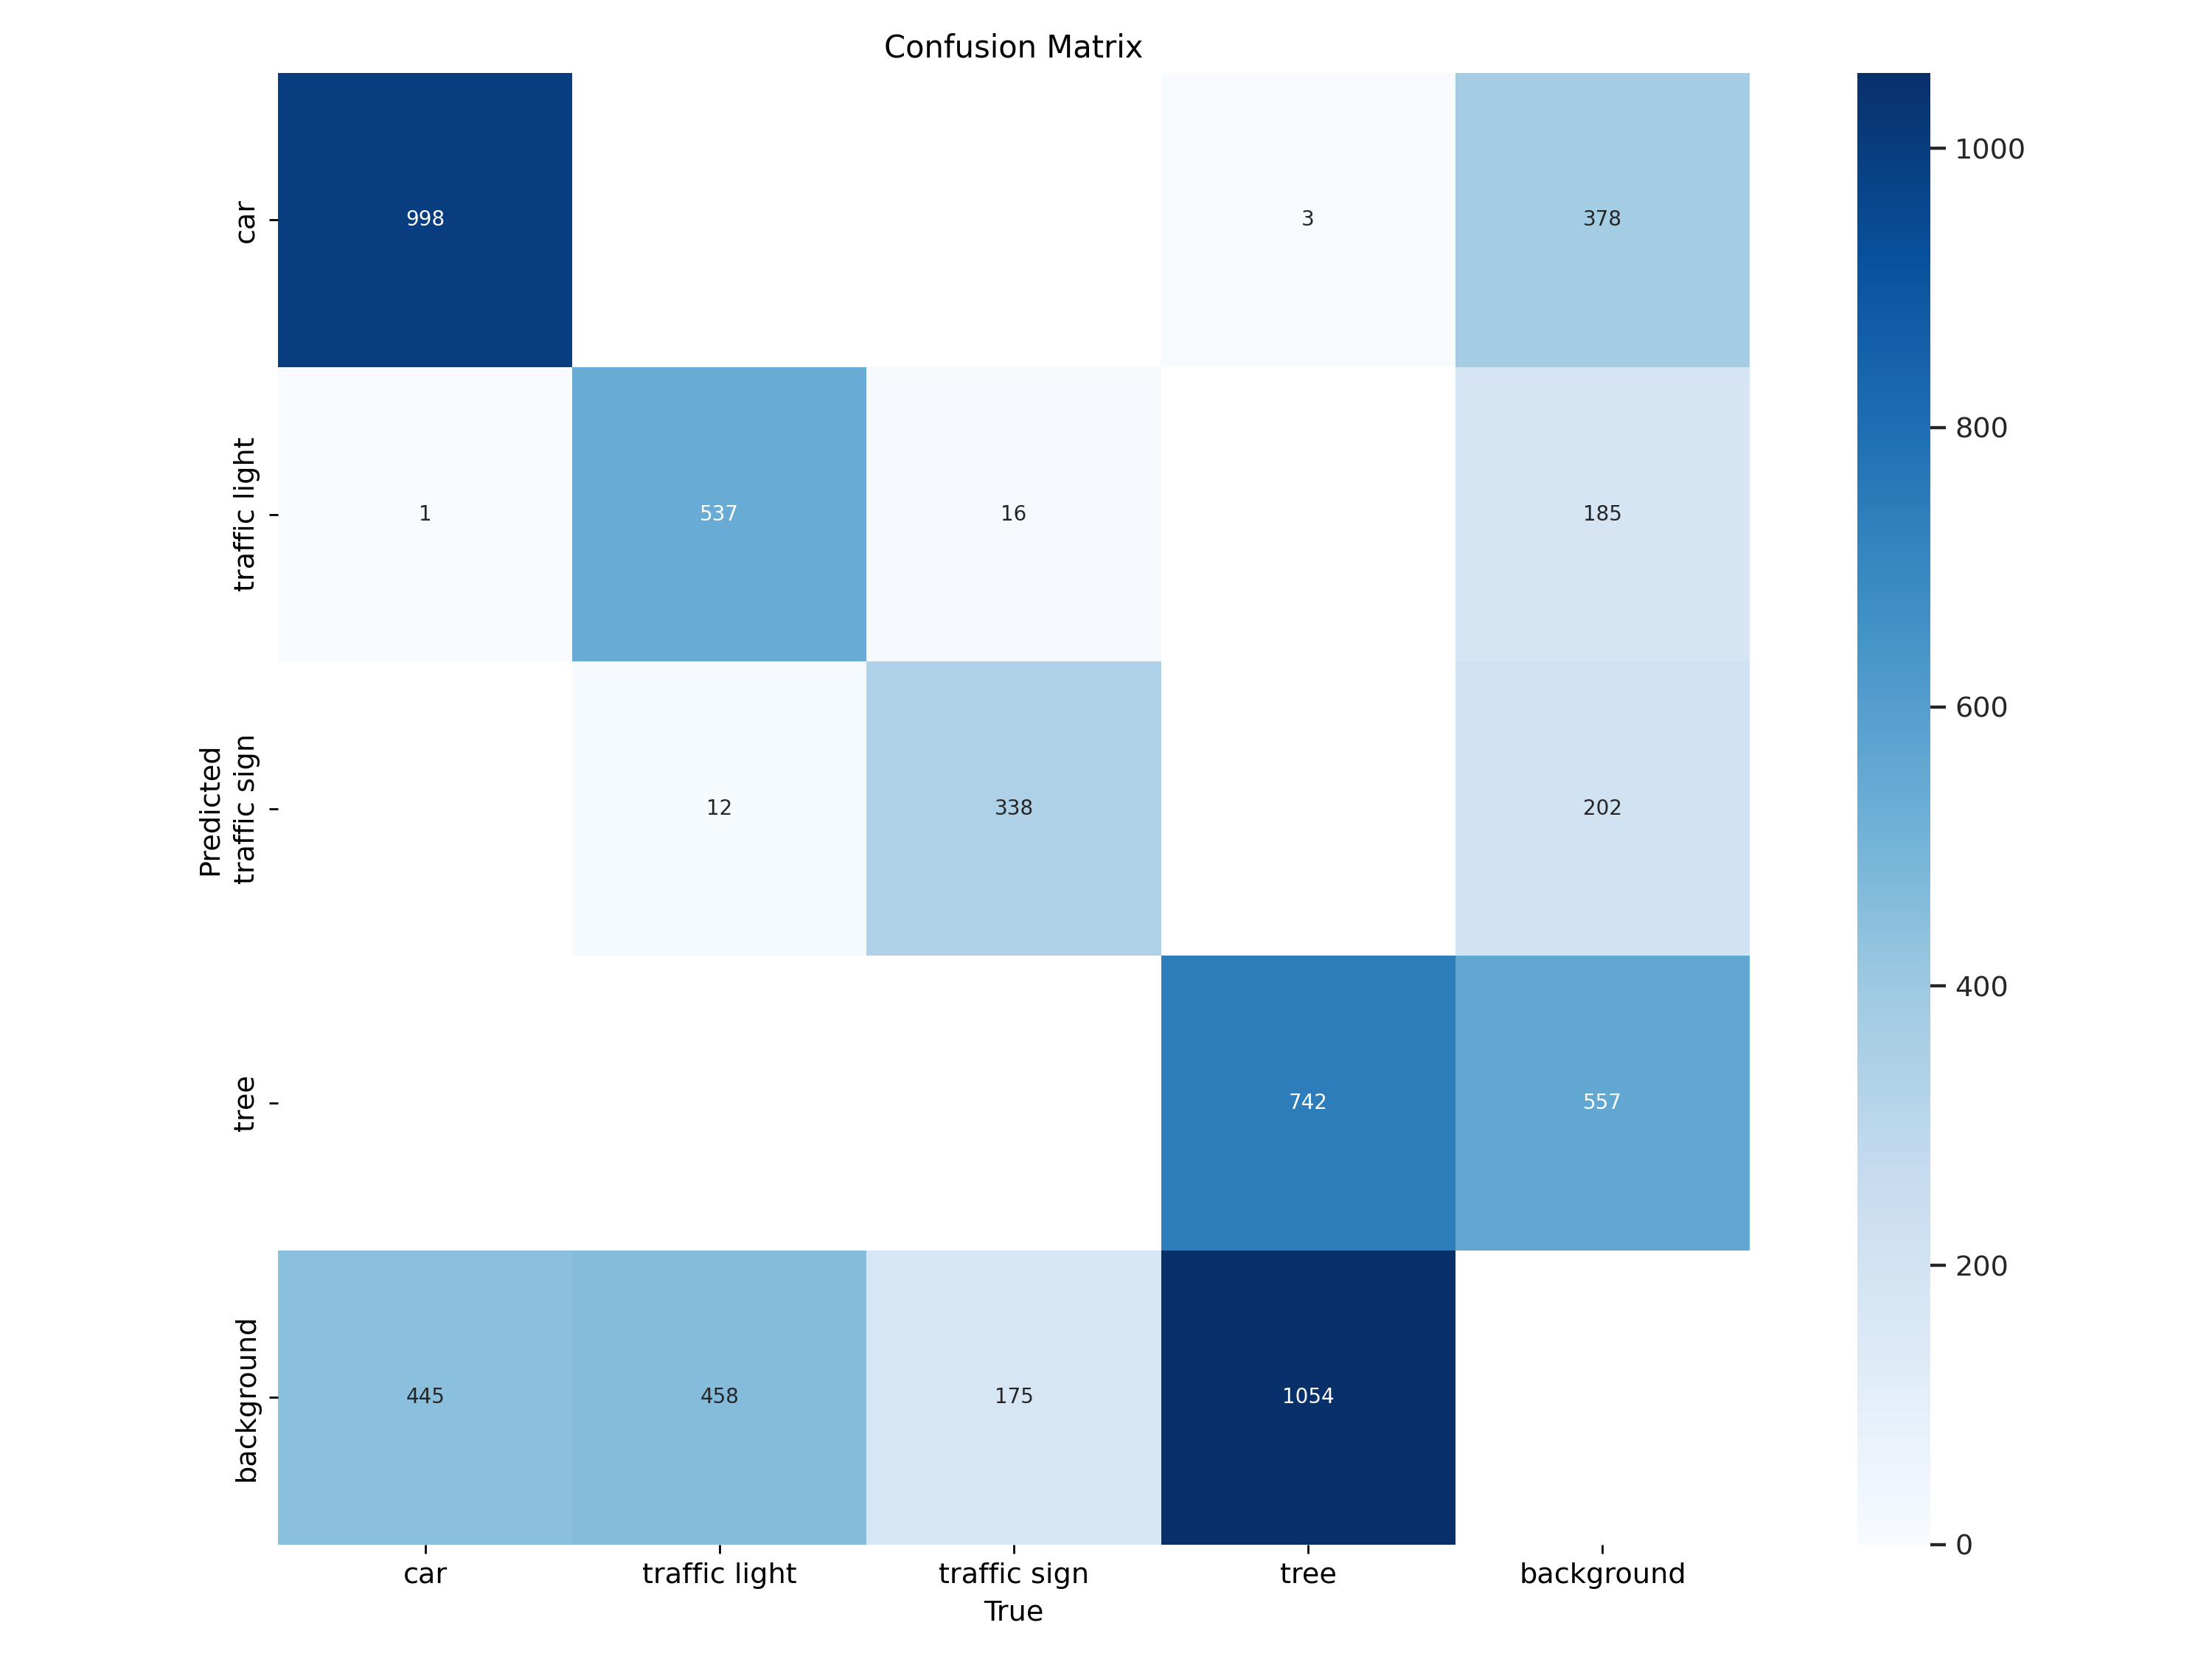 Confusion Matrix
car
998
3
378
1000
traffic light
1
537
16
185
800
Predicted
traffic sign
12
338
202
600
tree
742
557
400
background
445
458
175
1054
200
0
car
traffic light
traffic sign
tree
background
True